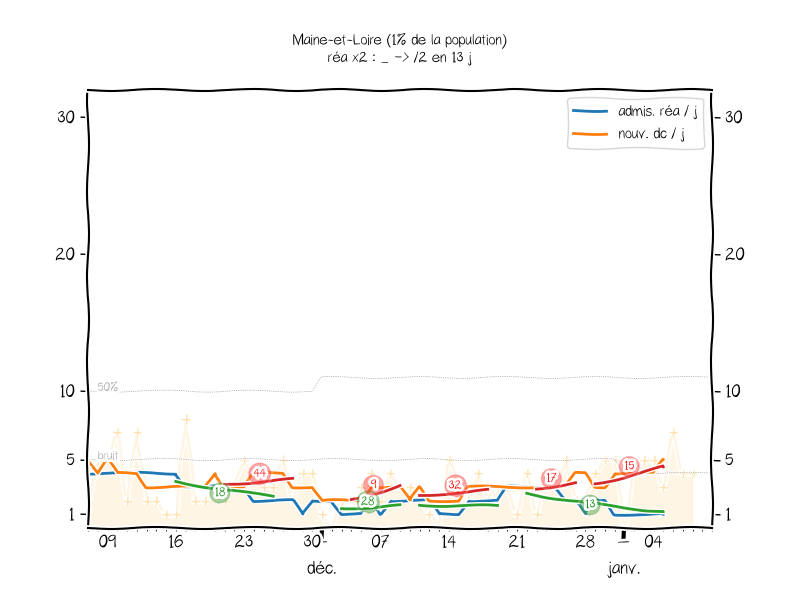 Maine-et-Loire (1% de la population)
réa x2 : _ -> /2 en 13 j
admis. réa / j
nouv. dc / j
30 30
20 20
50%
10 10
bruit
5 5
1 1
44 9 32 17 15
18 28 13
09 16 23 30 07 14 21 28 04
déc. janv.